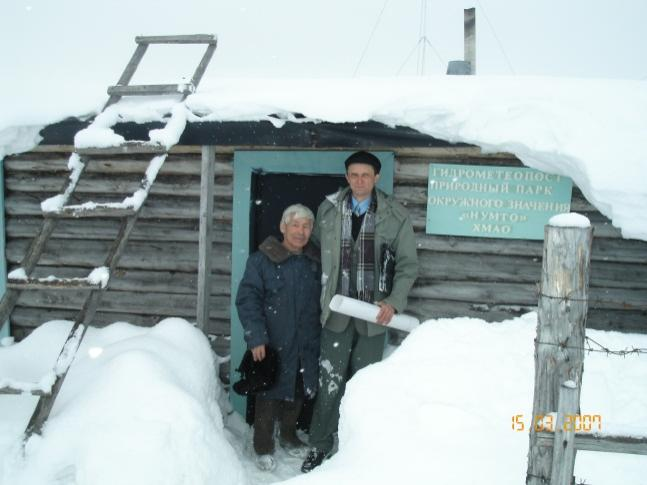 ГИДРОМЕТЕОПОСТ
ПРИРОДНЫЙ ПАРК
ОКРУЖНОГО ЗНАЧЕНИЯ
«НУМТО»
ХМАО
15.03.2007